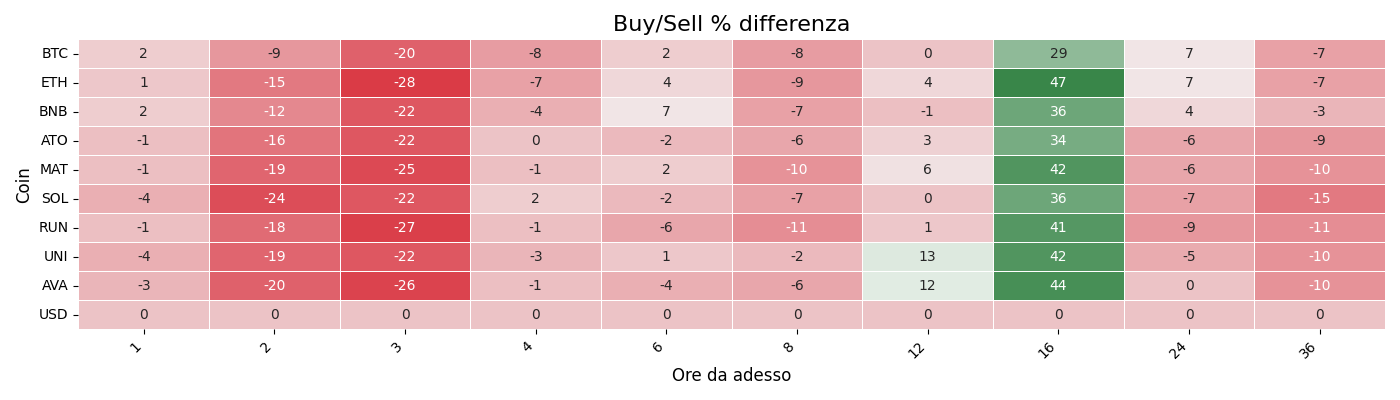 Buy/Sell % differenza
Coin
BTC 2 -9 -20 -8 2 -8 0 29 7 -7
ETH 1 -15 -28 -7 4 -9 4 47 7 -7
BNB 2 -12 -22 -4 7 -7 -1 36 4 -3
ATO -1 -16 -22 0 -2 -6 3 34 -6 -9
MAT -1 -19 -25 -1 2 -10 6 42 -6 -10
SOL -4 -24 -22 2 -2 -7 0 36 -7 -15
RUN -1 -18 -27 -1 -6 -11 1 41 -9 -11
UNI -4 -19 -22 -3 1 -2 13 42 -5 -10
AVA -3 -20 -26 -1 -4 -6 12 44 0 -10
USD 0 0 0 0 0 0 0 0 0 0
1 2 3 4 6 8 12 16 24 36
Ore da adesso